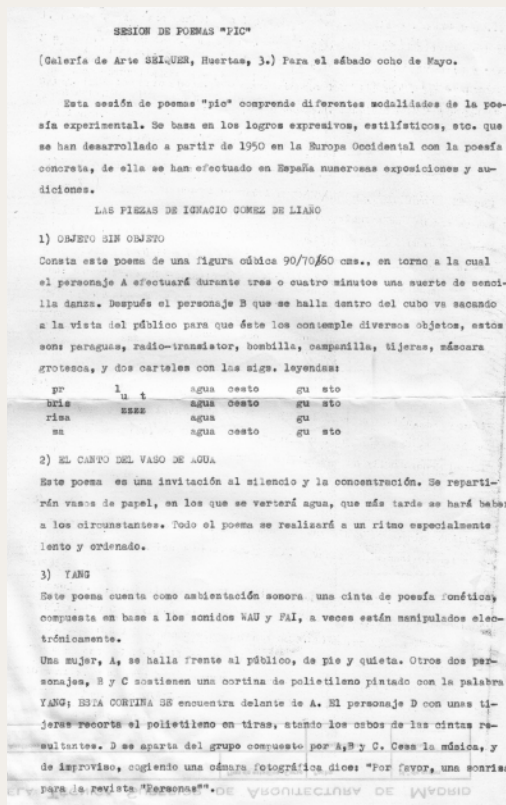 SESION DE POEMAS "PIC"
(Galería de Arte SEIQUER, Huertas, 3.) Para el sábado ocho de Mayo.
Esta sesión de poemas "pic" comprende diferentes modalidades de la poe-
sía experimental. Se basa en los logros expresivos, estilísticos, etc. que
se han desarrollado a partir de 1950 en la Europa Occidental con la poesía
concreta, de ella se han efectuado en España numerosas exposiciones y au-
diciones.
LAS PIEZAS DE IGNACIO GOMEZ DE LIAÑO
1) OBJETO SIN OBJETO
Consta este poema de una figura cúbica 90/70/60 cms., en torno a la cual
el personaje A efectuará durante tres o cuatro minutos una suerte de senci-
lla danza. Después el personaje B que se halla dentro del cubo va sacando
a la vista del público para que éste los contemple diversos objetos, estos
son: paraguas, radio-transistor, bombilla, campanilla, tijeras, máscara
grotesca, y dos carteles con las sigs. leyendas:
pr l u t agua cesto gu sto
bris zzzz agua cesto gu sto
risa agua gu
sa agua cesto gu sto
2) EL CANTO DEL VASO DE AGUA
Este poema es una invitación al silencio y la concentración. Se reparti-
rán vasos de papel, en los que se verterá agua, que más tarde se hará beber
a los circunstantes. Todo el poema se realizará a un ritmo especialmente
lento y ordenado.
3) YANG
Este poema cuenta como ambientación sonora una cinta de poesía fonética,
compuesta en base a los sonidos WAU y FAI, a veces están manipulados elec-
trónicamente.
Una mujer, A, se halla frente al público, de pie y quieta. Otros dos per-
sonajes, B y C sostienen una cortina de polietileno pintado con la palabra
YANG; ESTA CORTINA SE encuentra delante de A. El personaje D con unas ti-
jeras recorta el polietileno en tiras, atando los cabos de las cintas re-
sultantes. D se aparta del grupo compuesto por A,B y C. Cesa la música, y
de improviso, cogiendo una cámara fotográfica dice: "Por favor, una sonrisa
para la revista "Personas"".
DE ARQUITECTURA DE MADRID